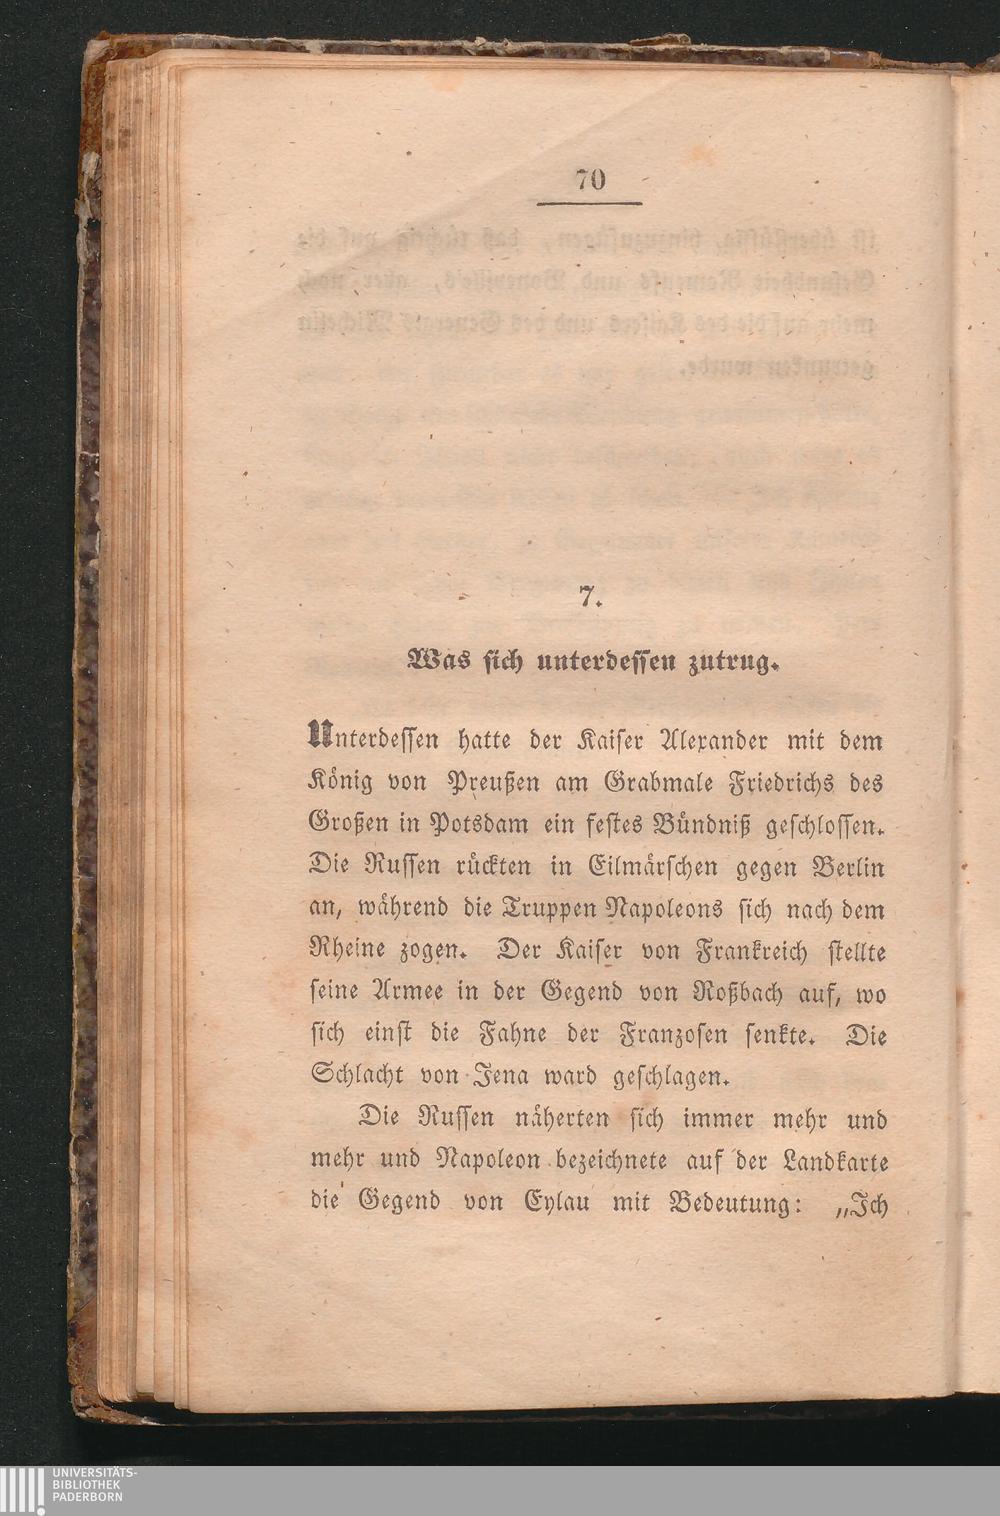 70
7.
Was sich unterdessen zutrug.
Unterdessen hatte der Kaiser Alexander mit dem
König von Preußen am Grabmale Friedrichs des
Großen in Potsdam ein festes Bündniß geschlossen.
Die Russen rückten in Eilmärschen gegen Berlin
an, während die Truppen Napoleons sich nach dem
Rheine zogen. Der Kaiser von Frankreich stellte
seine Armee in der Gegend von Roßbach auf, wo
sich einst die Fahne der Franzosen senkte. Die
Schlacht von Jena ward geschlagen.
Die Russen näherten sich immer mehr und
mehr und Napoleon bezeichnete auf der Landkarte
die Gegend von Eylau mit Bedeutung: „Ich
UNIVERSITÄTS-
BIBLIOTHEK
PADERBORN